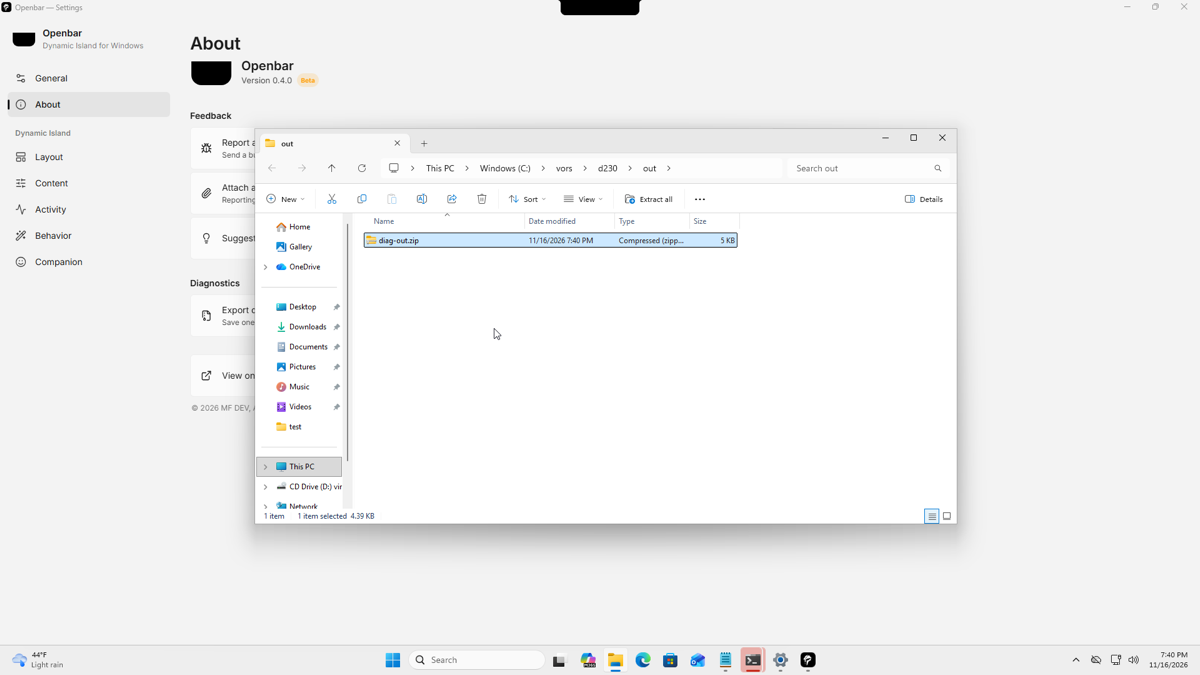 Openbar — Settings
Openbar
Dynamic Island for Windows
General
About
Dynamic Island
Layout
Content
Activity
Behavior
Companion
About
Openbar
Version 0.4.0 Beta
Feedback
Report a
Send a bu
Attach a
Reporting
Suggest
Diagnostics
Export
Save one
View on
© 2026 MF DEV,
out
This PC > Windows (C:) > vors > d230 > out >
Search out
New
Sort
View
Extract all
Details
Home
Gallery
OneDrive
Desktop
Downloads
Documents
Pictures
Music
Videos
test
This PC
CD Drive (D:) vir
Network
Name Date modified Type Size
diag-out.zip 11/16/2026 7:40 PM Compressed (zipp... 5 KB
1 item 1 item selected 4.39 KB
44°F
Light rain
Search
7:40 PM
11/16/2026